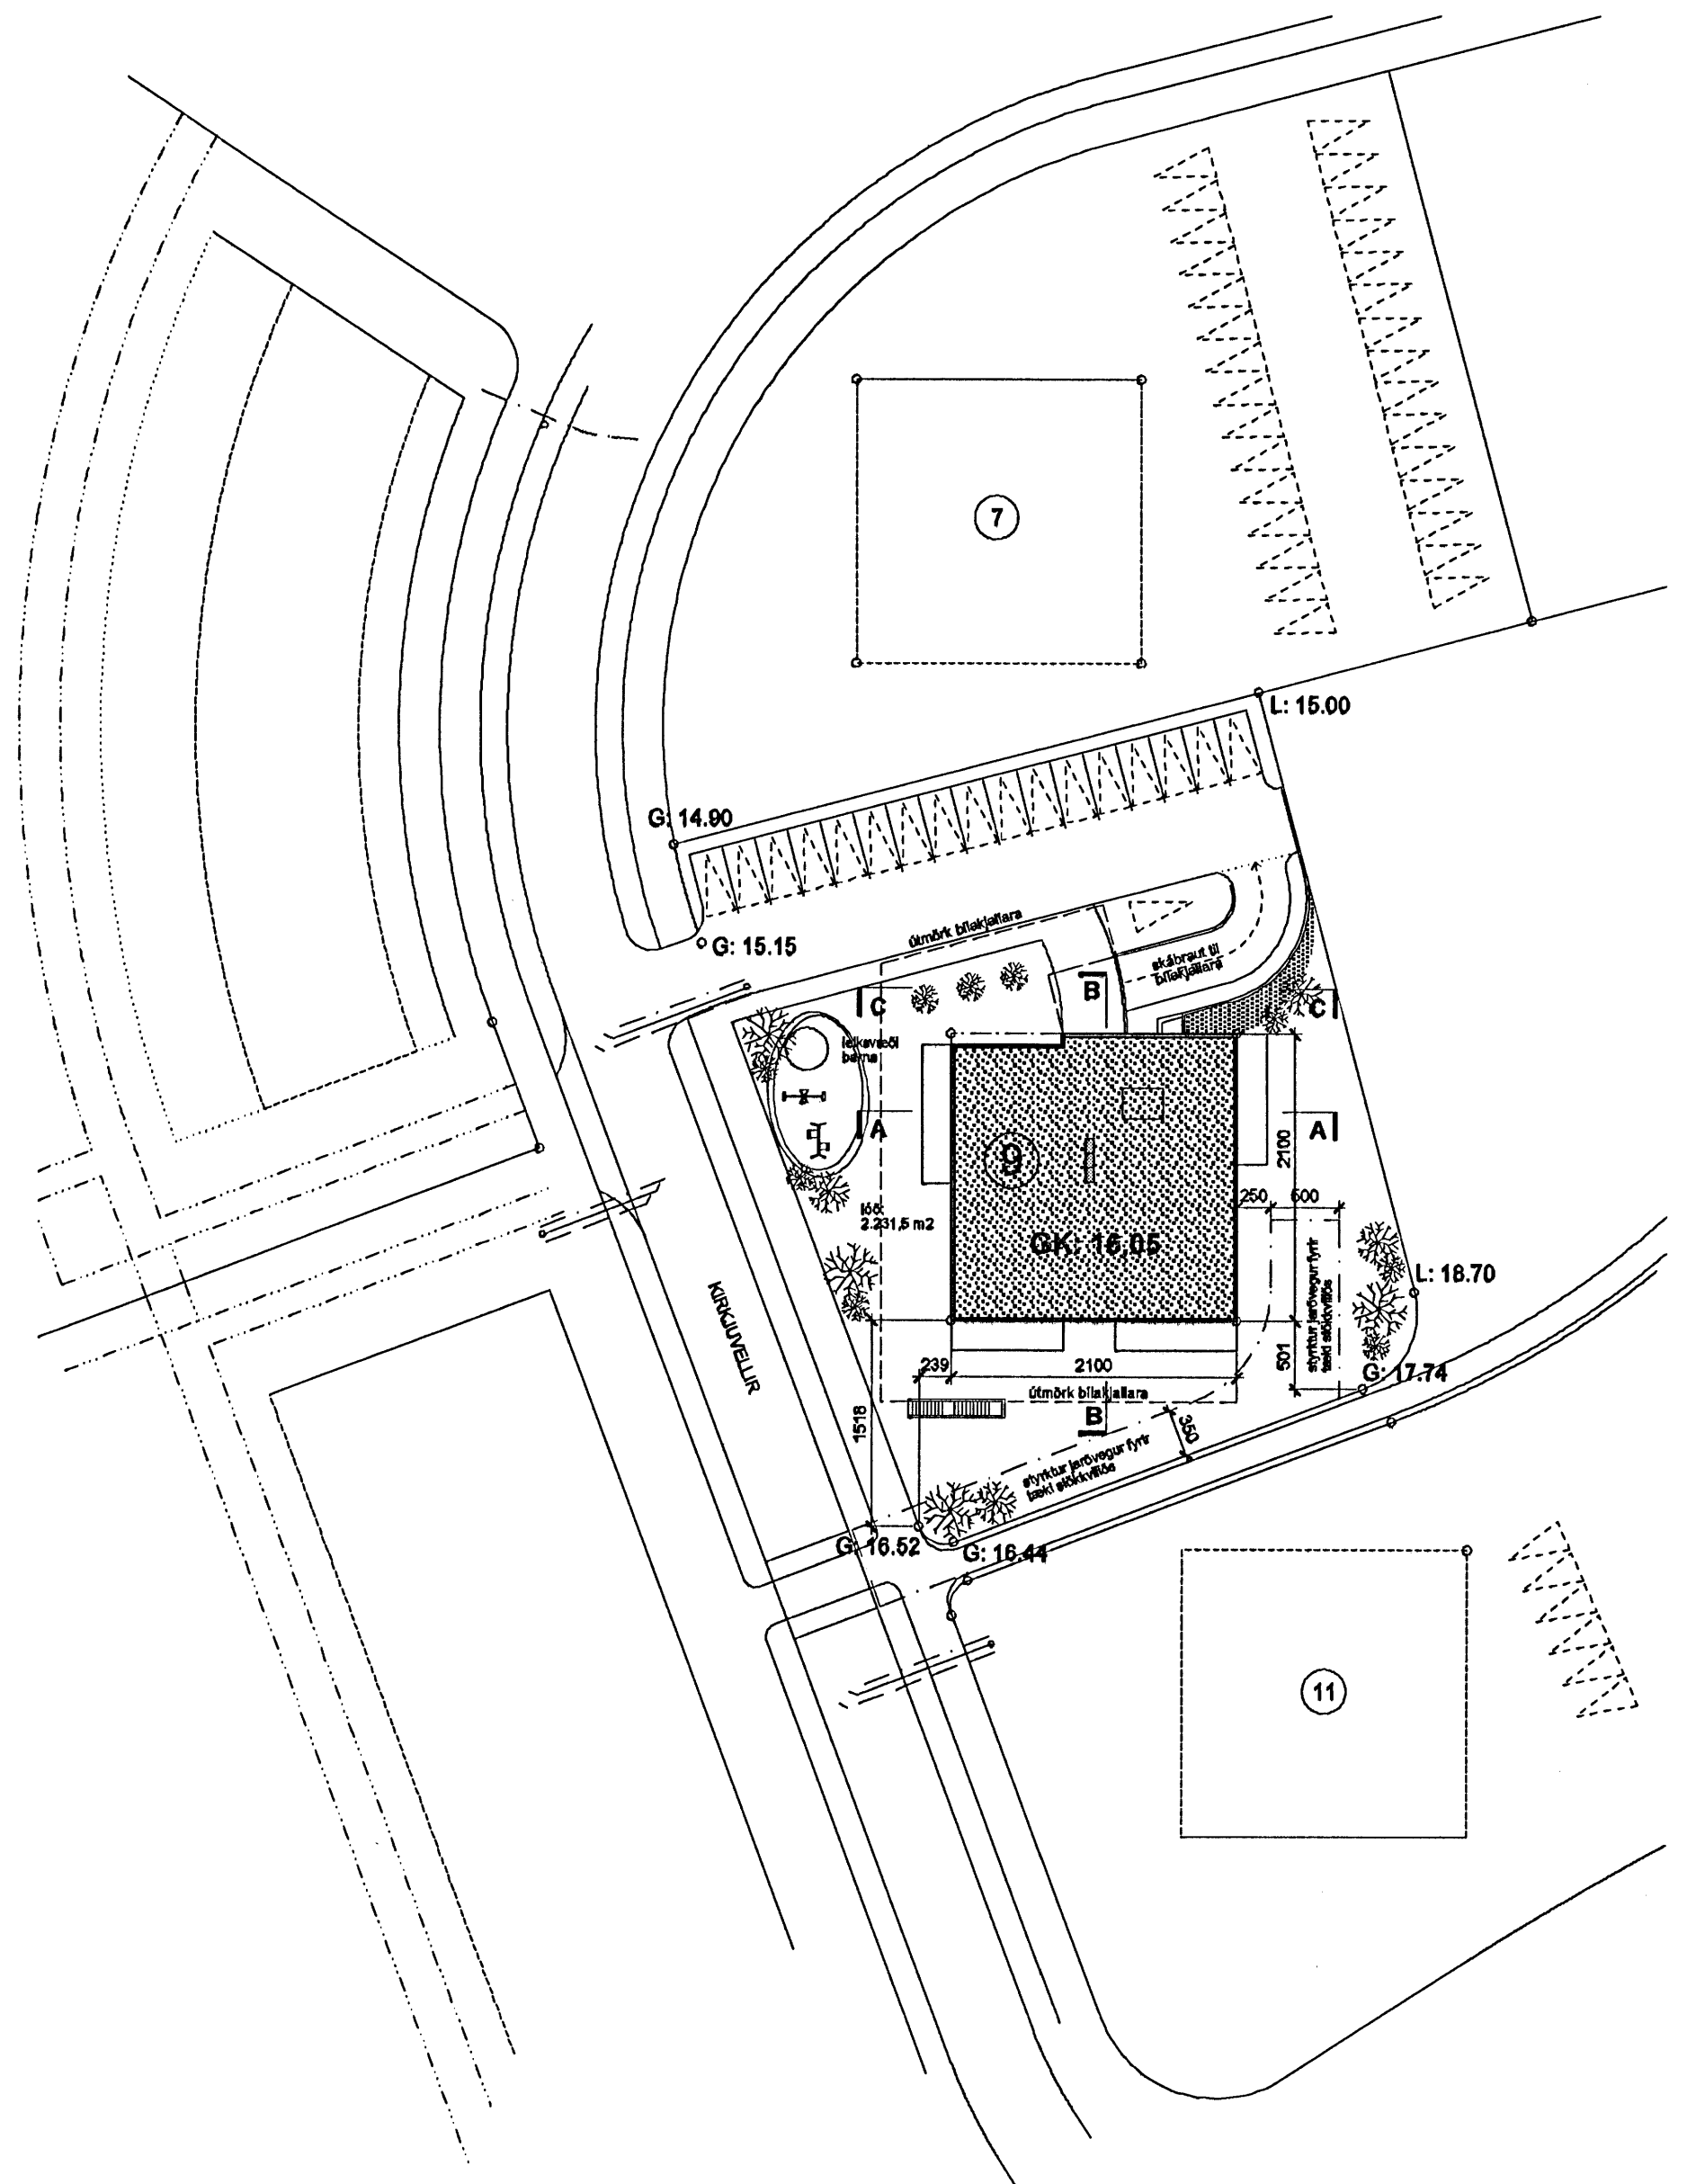 7
L: 15.00
G: 14.90
G: 15.15
útmörk bílakjallara
skábraut til
bílakjallara
B
C
C
leiksvæði
barna
A
A
9
2100
250
600
lóð:
2.231,5 m2
GK: 16,05
styrktur jarðvegur fyrir
tæki slökkviliðs
L: 18.70
KIRKJUVELLIR
501
G: 17.74
239
2100
útmörk bílakjallara
1518
B
350
styrktur jarðvegur fyrir
tæki slökkviliðs
G: 16.52
G: 16.44
11